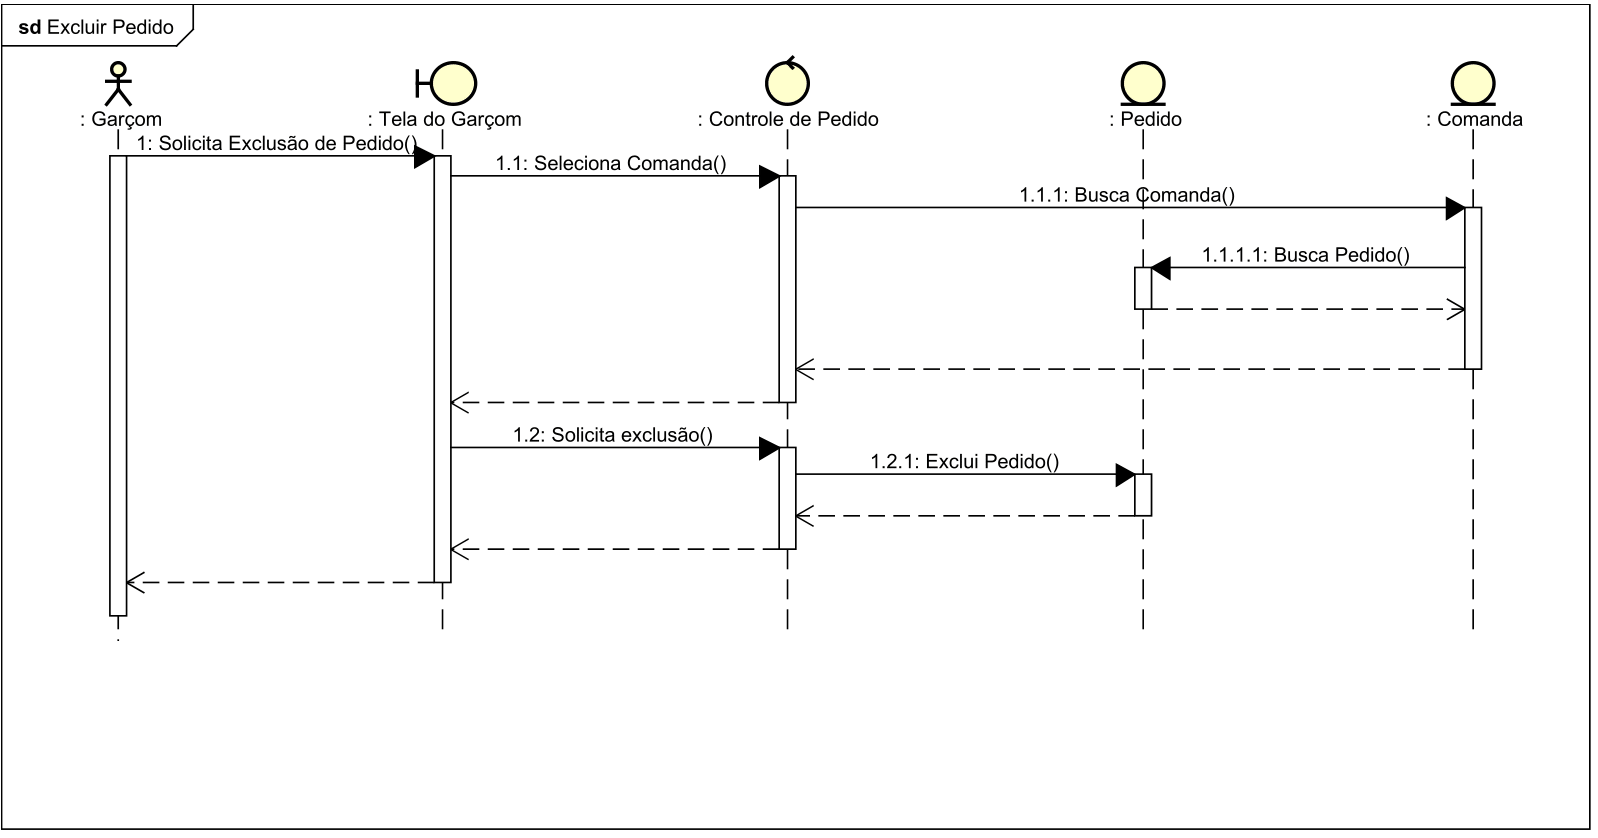 sd Excluir Pedido
: Garçom
: Tela do Garçom
: Controle de Pedido
: Pedido
: Comanda
1: Solicita Exclusão de Pedido()
1.1: Seleciona Comanda()
1.1.1: Busca Comanda()
1.1.1.1: Busca Pedido()
1.2: Solicita exclusão()
1.2.1: Exclui Pedido()